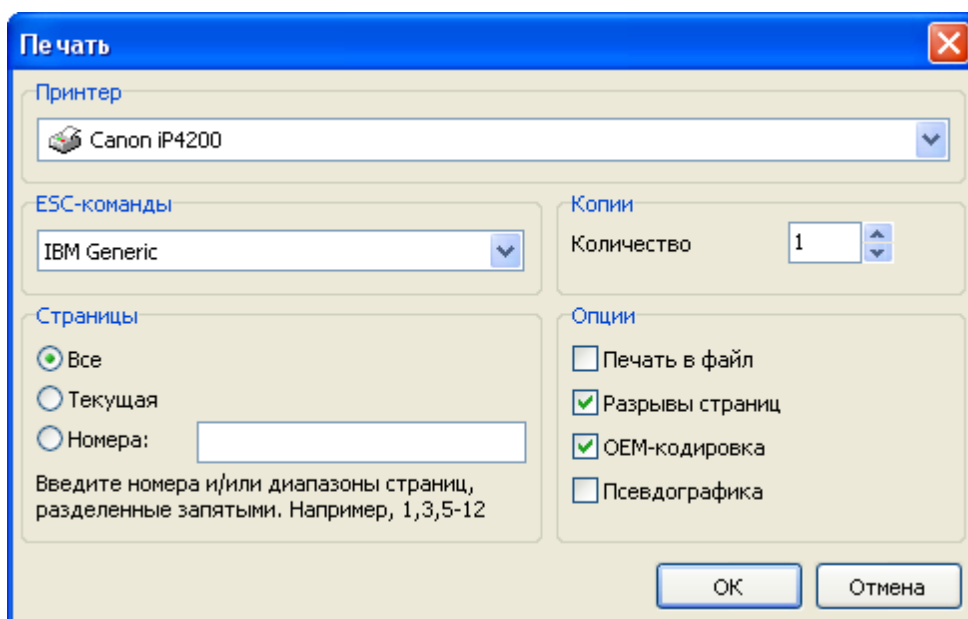 Печать
Принтер
Canon iP4200
ESC-команды
IBM Generic
Копии
Количество 1
Страницы
Все
Текущая
Номера:
Введите номера и/или диапазоны страниц,
разделенные запятыми. Например, 1,3,5-12
Опции
Печать в файл
Разрывы страниц
OEM-кодировка
Псевдографика
OK
Отмена